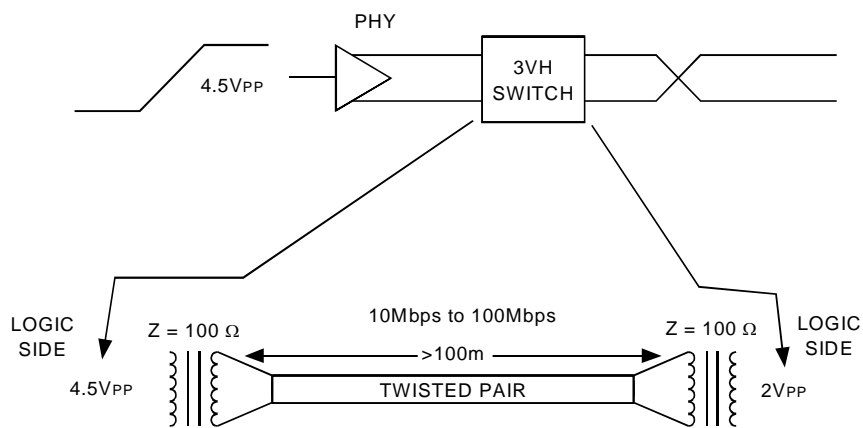 PHY
4.5VPP
3VH
SWITCH
LOGIC
SIDE
Z = 100 Ω
10Mbps to 100Mbps
Z = 100 Ω
LOGIC
SIDE
>100m
4.5VPP
TWISTED PAIR
2VPP